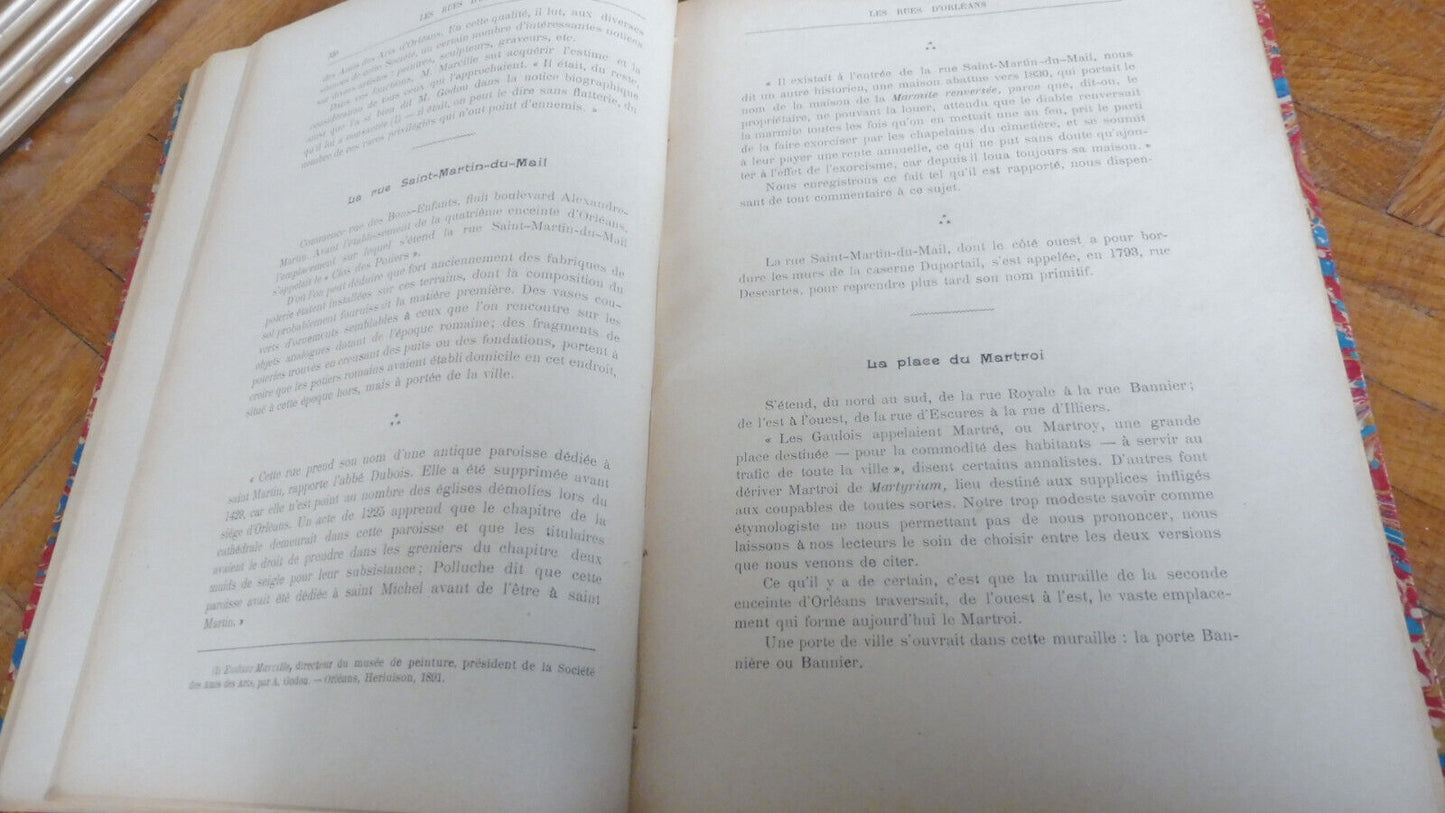 LES RUES D'
des Amis des Arts d'Orléans. En cette qualité, il lut, aux diverses
séances de cette Société, un certain nombre d'intéressantes notices
sur divers artistes : peintres, sculpteurs, graveurs, etc.
Dans ces fonctions, M. Marcille sut acquérir l'estime et la
considération de tous ceux qui l'approchaient. « Il était, du reste,
ainsi que l'a si bien dit M. Godou dans la notice biographique
qu'il lui a consacrée (1) — il était, on peut le dire sans flatterie, du
nombre de ces rares privilégiés qui n'ont point d'ennemis. »
La rue Saint-Martin-du-Mail
Commence rue des Bons-Enfants, finit boulevard Alexandre-
Martin. Avant l'établissement de la quatrième enceinte d'Orléans,
l'emplacement sur lequel s'étend la rue Saint-Martin-du-Mail
s'appelait le « Clos des Potiers ».
D'où l'on peut déduire que fort anciennement des fabriques de
poterie étaient installées sur ces terrains, dont la composition du
sol probablement fournissait la matière première. Des vases cou-
verts d'ornements semblables à ceux que l'on rencontre sur les
objets analogues datant de l'époque romaine; des fragments de
poteries trouvés en creusant des puits ou des fondations, portent à
croire que les potiers romains avaient établi domicile en cet endroit,
situé à cette époque hors, mais à portée de la ville.
« Cette rue prend son nom d'une antique paroisse dédiée à
saint Martin, rapporte l'abbé Dubois. Elle a été supprimée avant
1429, car elle n'est point au nombre des églises démolies lors du
siège d'Orléans. Un acte de 1225 apprend que le chapitre de la
cathédrale demeurait dans cette paroisse et que les titulaires
avaient le droit de prendre dans les greniers du chapitre deux
muids de seigle pour leur subsistance; Polluche dit que cette
paroisse avait été dédiée à saint Michel avant de l'être à saint
Martin. »
(1) Eudoxe Marcille, directeur du musée de peinture, président de la Société
des Amis des Arts, par A. Godou. — Orléans, Herluison, 1891.
LES RUES D'ORLÉANS
« Il existait à l'entrée de la rue Saint-Martin-du-Mail, nous
dit un autre historien, une maison abattue vers 1830, qui portait le
nom de la maison de la Marmite renversée, parce que, dit-on, le
propriétaire, ne pouvant la louer, attendu que le diable renversait
la marmite toutes les fois qu'on en mettait une au feu, prit le parti
de la faire exorciser par les chapelains du cimetière, et se soumit
à leur payer une rente annuelle, ce qui ne put sans doute qu'ajou-
ter à l'effet de l'exorcisme, car depuis il loua toujours sa maison. »
Nous enregistrons ce fait tel qu'il est rapporté, nous dispen-
sant de tout commentaire à ce sujet.
La rue Saint-Martin-du-Mail, dont le côté ouest a pour bor-
dure les murs de la caserne Duportail, s'est appelée, en 1793, rue
Descartes, pour reprendre plus tard son nom primitif.
La place du Martroi
S'étend, du nord au sud, de la rue Royale à la rue Bannier;
de l'est à l'ouest, de la rue d'Escures à la rue d'Illiers.
« Les Gaulois appelaient Martré, ou Martroy, une grande
place destinée — pour la commodité des habitants — à servir au
trafic de toute la ville », disent certains annalistes. D'autres font
dériver Martroi de Martyrium, lieu destiné aux supplices infligés
aux coupables de toutes sortes. Notre trop modeste savoir comme
étymologiste ne nous permettant pas de nous prononcer, nous
laissons à nos lecteurs le soin de choisir entre les deux versions
que nous venons de citer.
Ce qu'il y a de certain, c'est que la muraille de la seconde
enceinte d'Orléans traversait, de l'ouest à l'est, le vaste emplace-
ment qui forme aujourd'hui le Martroi.
Une porte de ville s'ouvrait dans cette muraille : la porte Ban-
nière ou Bannier.